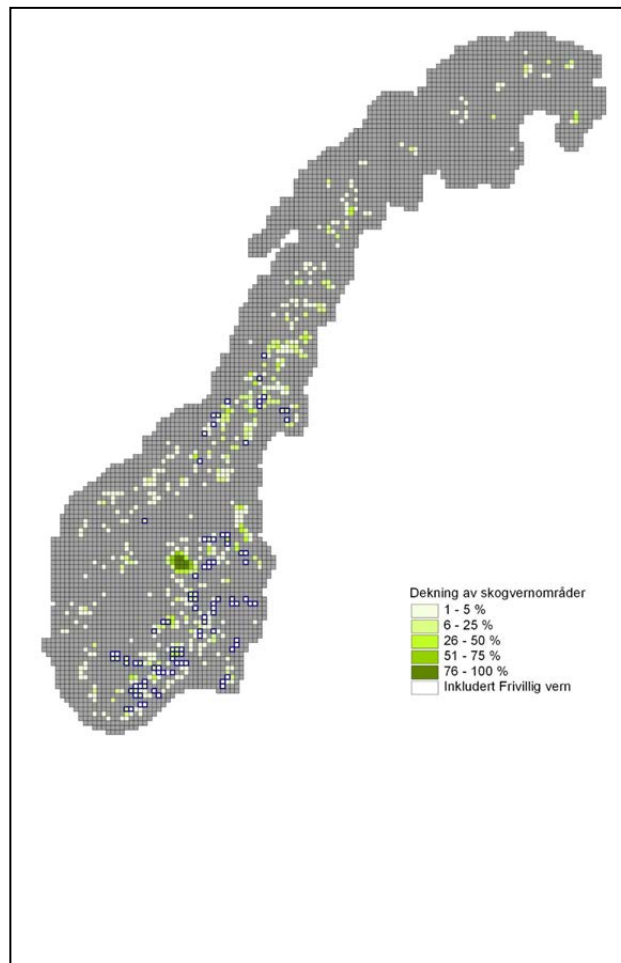 Dekning av skogvernområder
1 - 5 %
6 - 25 %
26 - 50 %
51 - 75 %
76 - 100 %
Inkludert Frivillig vern